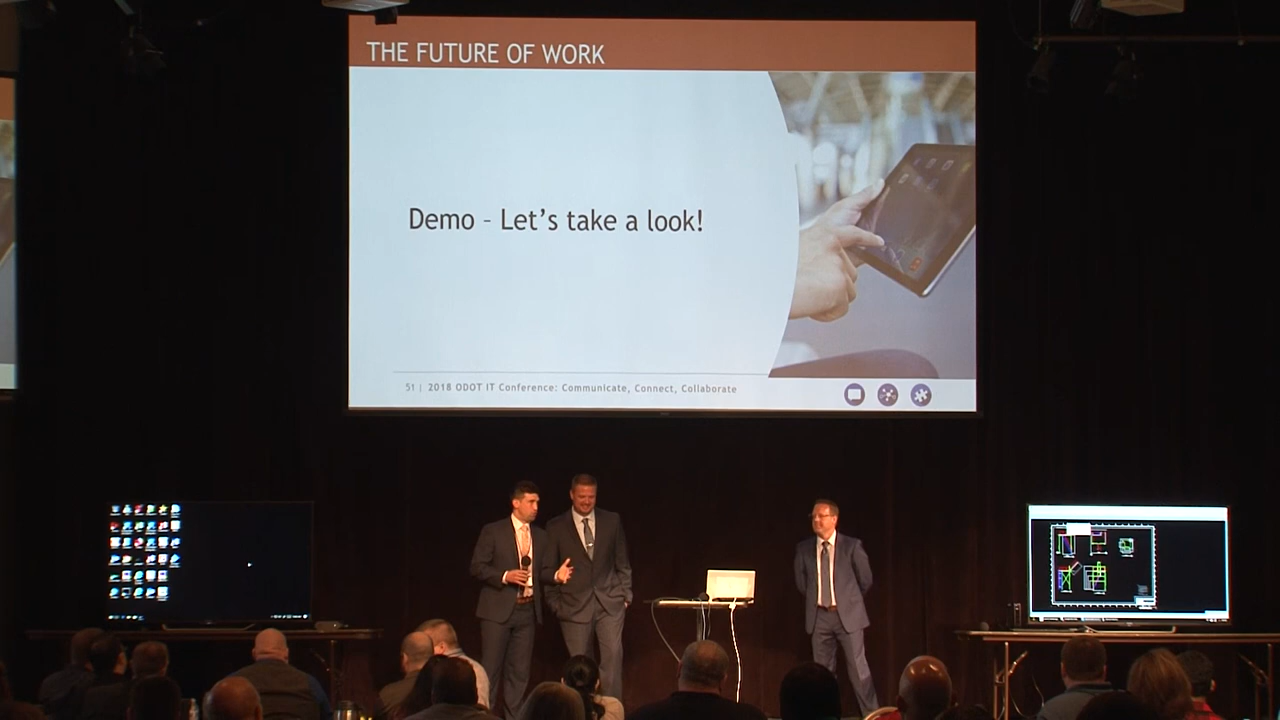 THE FUTURE OF WORK
Demo – Let's take a look!
51 | 2018 ODOT IT Conference: Communicate, Connect, Collaborate